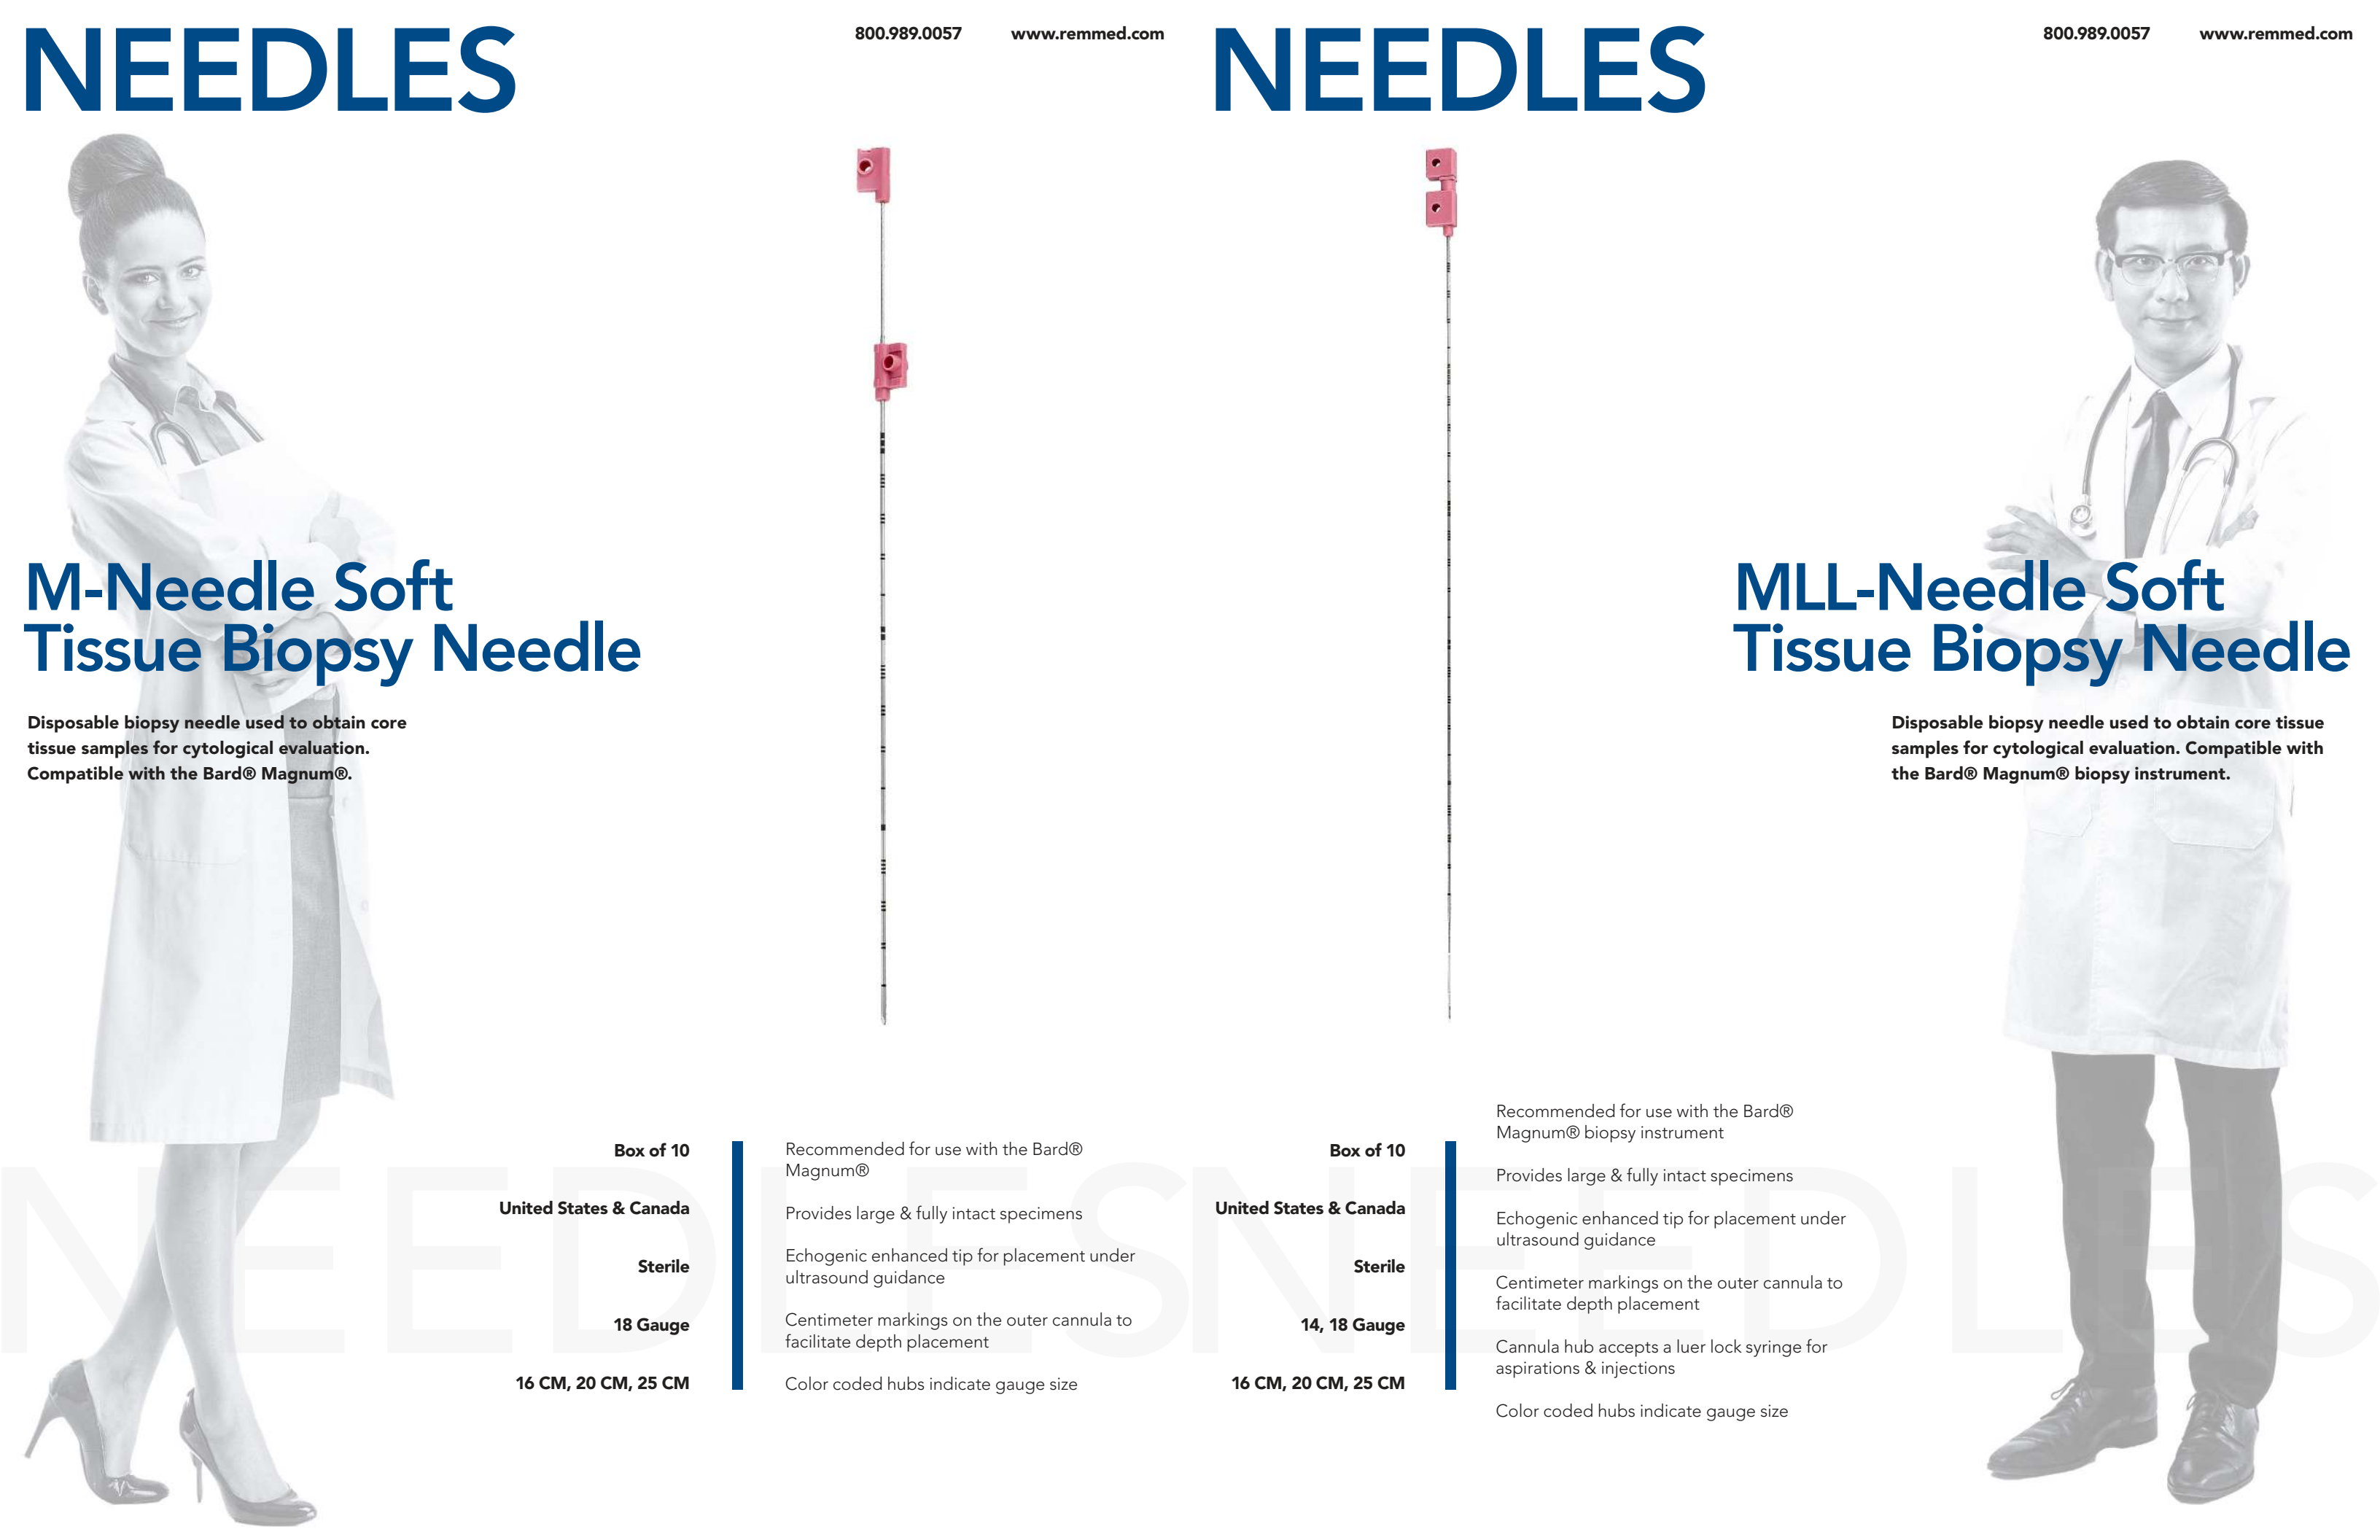 NEEDLES
800.989.0057 www.remmed.com
M-Needle Soft
Tissue Biopsy Needle
Disposable biopsy needle used to obtain core
tissue samples for cytological evaluation.
Compatible with the Bard® Magnum®.
Box of 10
United States & Canada
Sterile
18 Gauge
16 CM, 20 CM, 25 CM
Recommended for use with the Bard®
Magnum®
Provides large & fully intact specimens
Echogenic enhanced tip for placement under
ultrasound guidance
Centimeter markings on the outer cannula to
facilitate depth placement
Color coded hubs indicate gauge size
NEEDLES
NEEDLES
800.989.0057 www.remmed.com
MLL-Needle Soft
Tissue Biopsy Needle
Disposable biopsy needle used to obtain core tissue
samples for cytological evaluation. Compatible with
the Bard® Magnum® biopsy instrument.
Box of 10
United States & Canada
Sterile
14, 18 Gauge
16 CM, 20 CM, 25 CM
Recommended for use with the Bard®
Magnum® biopsy instrument
Provides large & fully intact specimens
Echogenic enhanced tip for placement under
ultrasound guidance
Centimeter markings on the outer cannula to
facilitate depth placement
Cannula hub accepts a luer lock syringe for
aspirations & injections
Color coded hubs indicate gauge size
NEEDLES